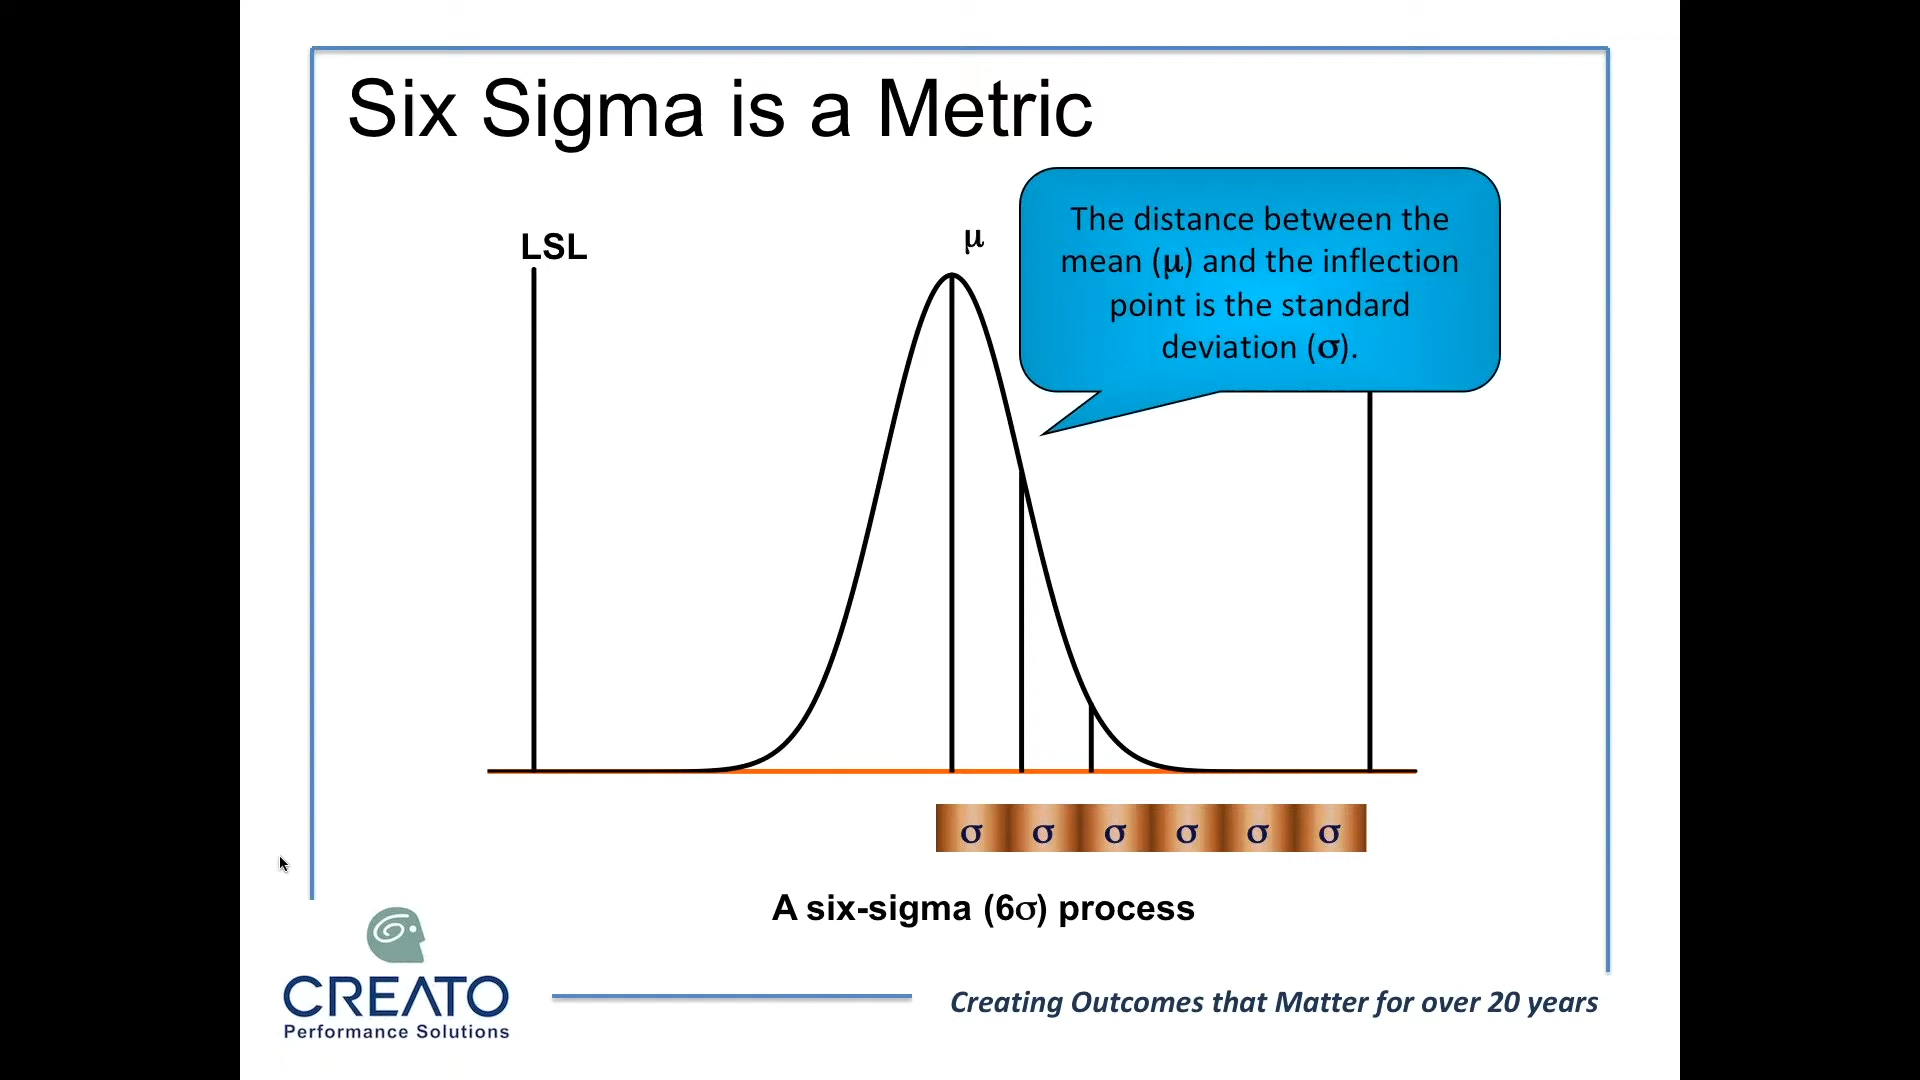 Six Sigma is a Metric
LSL
μ
The distance between the
mean (μ) and the inflection
point is the standard
deviation (σ).
σ σ σ σ σ σ
A six-sigma (6σ) process
CREATO
Performance Solutions
Creating Outcomes that Matter for over 20 years